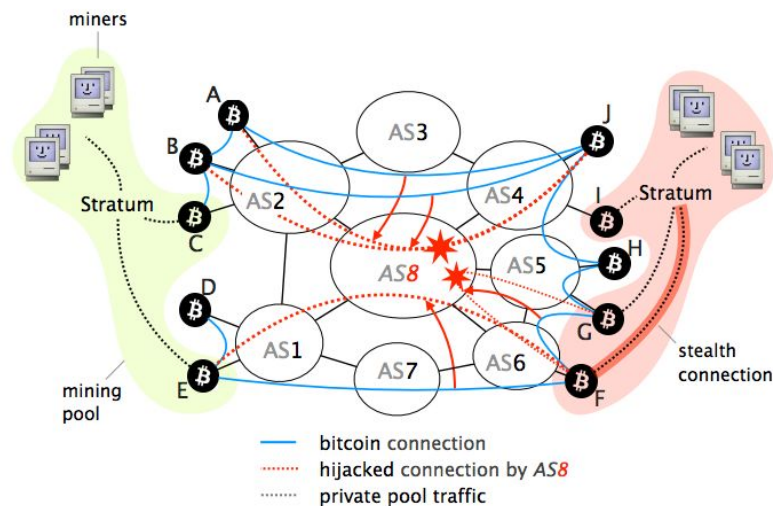 miners
A
B
C
D
E
Stratum
mining
pool
AS3
AS2
AS4
AS8
AS5
AS1
AS7
AS6
J
I
H
G
F
Stratum
stealth
connection
bitcoin connection
hijacked connection by AS8
private pool traffic